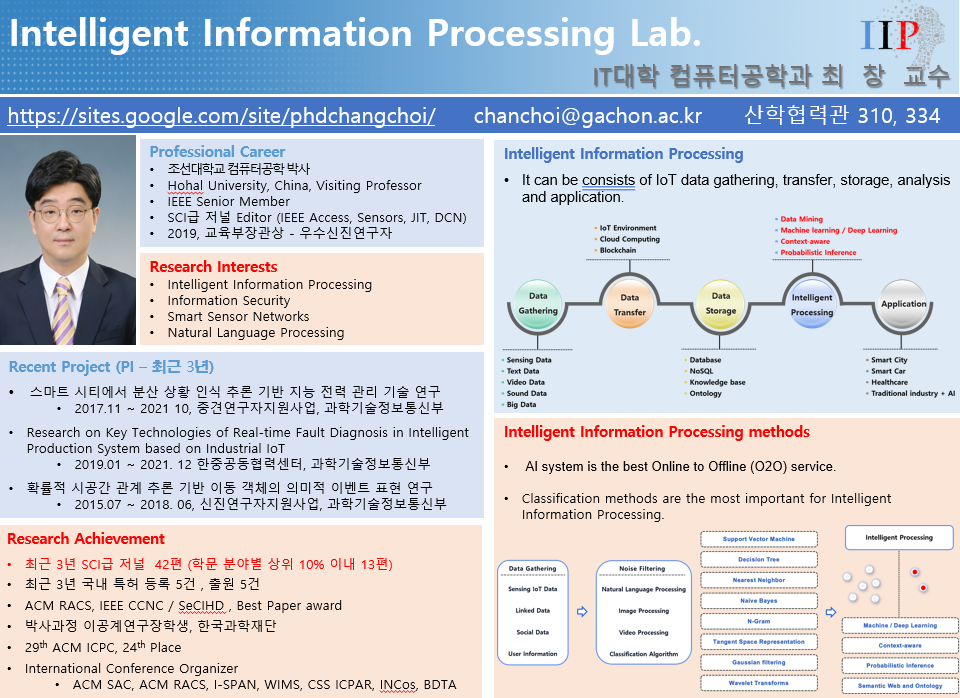 Intelligent Information Processing Lab.
IIP
IT대학 컴퓨터공학과 최 창 교수
https://sites.google.com/site/phdchangchoi/ chanchoi@gachon.ac.kr 산학협력관 310, 334
Professional Career
• 조선대학교 컴퓨터공학 박사
• Hohal University, China, Visiting Professor
• IEEE Senior Member
• SCI급 저널 Editor (IEEE Access, Sensors, JIT, DCN)
• 2019, 교육부장관상 - 우수신진연구자
Research Interests
• Intelligent Information Processing
• Information Security
• Smart Sensor Networks
• Natural Language Processing
Recent Project (PI – 최근 3년)
• 스마트 시티에서 분산 상황 인식 추론 기반 지능 전력 관리 기술 연구
• 2017.11 ~ 2021 10, 중견연구자지원사업, 과학기술정보통신부
• Research on Key Technologies of Real-time Fault Diagnosis in Intelligent
Production System based on Industrial IoT
• 2019.01 ~ 2021. 12 한중공동협력센터, 과학기술정보통신부
• 확률적 시공간 관계 추론 기반 이동 객체의 의미적 이벤트 표현 연구
• 2015.07 ~ 2018. 06, 신진연구자지원사업, 과학기술정보통신부
Research Achievement
• 최근 3년 SCI급 저널 42편 (학문 분야별 상위 10% 이내 13편)
• 최근 3년 국내 특허 등록 5건 , 출원 5건
• ACM RACS, IEEE CCNC / SeCIHD , Best Paper award
• 박사과정 이공계연구장학생, 한국과학재단
• 29th ACM ICPC, 24th Place
• International Conference Organizer
• ACM SAC, ACM RACS, I-SPAN, WIMS, CSS ICPAR, INCos, BDTA
Intelligent Information Processing
• It can be consists of IoT data gathering, transfer, storage, analysis
and application.
• IoT Environment
• Cloud Computing
• Blockchain
• Data Mining
• Machine learning / Deep Learning
• Context-aware
• Probabilistic Inference
Data
Gathering
Data
Transfer
Data
Storage
Intelligent
Processing
Application
• Sensing Data
• Text Data
• Video Data
• Sound Data
• Big Data
• Database
• NoSQL
• Knowledge base
• Ontology
• Smart City
• Smart Car
• Healthcare
• Traditional industry + AI
Intelligent Information Processing methods
• AI system is the best Online to Offline (O2O) service.
• Classification methods are the most important for Intelligent
Information Processing.
Data Gathering
Sensing IoT Data
Linked Data
Social Data
User Information
Noise Filtering
Natural Language Processing
Image Processing
Video Processing
Classification Algorithm
Support Vector Machine
Decision Tree
Nearest Neighbor
Naive Bayes
N-Gram
Tangent Space Representation
Gaussian filtering
Wavelet Transforms
Intelligent Processing
Machine / Deep Learning
Context-aware
Probabilistic Inference
Semantic Web and Ontology